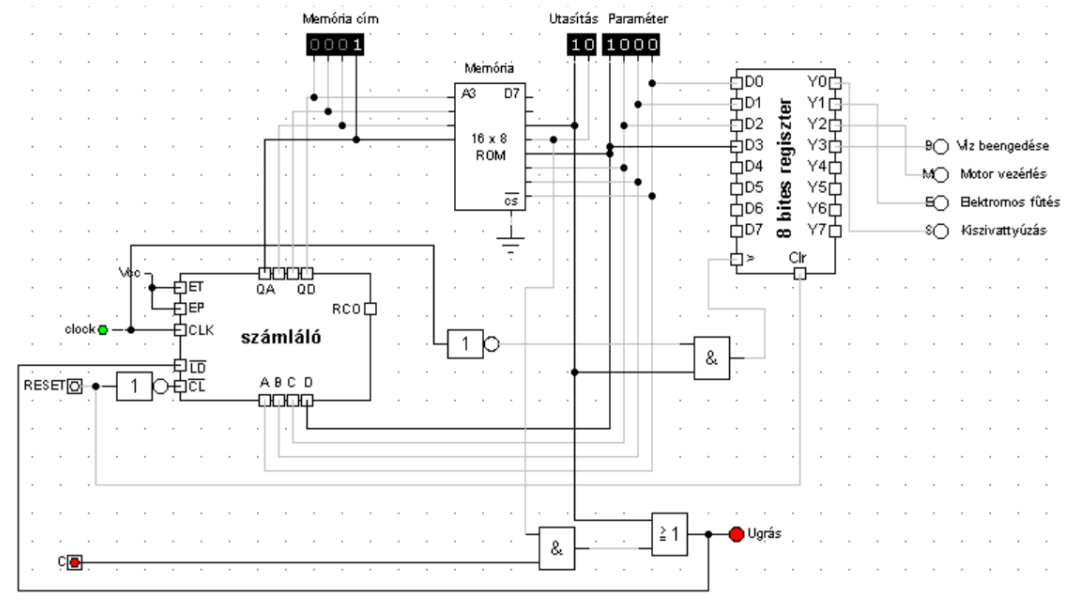 Memória cím
Utasítás
Paraméter
0001
10
1000
Memória
A3 D7
16 x 8
ROM
cs
D0 Y0
D1 Y1
D2 Y2
D3 Y3
D4 Y4
D5 Y5
D6 Y6
D7 Y7
8 bites regiszter
> Clr
B Víz beengedése
M Motor vezérlés
E Elektromos fûtés
S Kiszivattyúzás
Vcc
ET
EP
CLK
LD
CL
QA QD
RCO
számláló
A B C D
clock
RESET
1
1
&
&
≥1
Ugrás
C